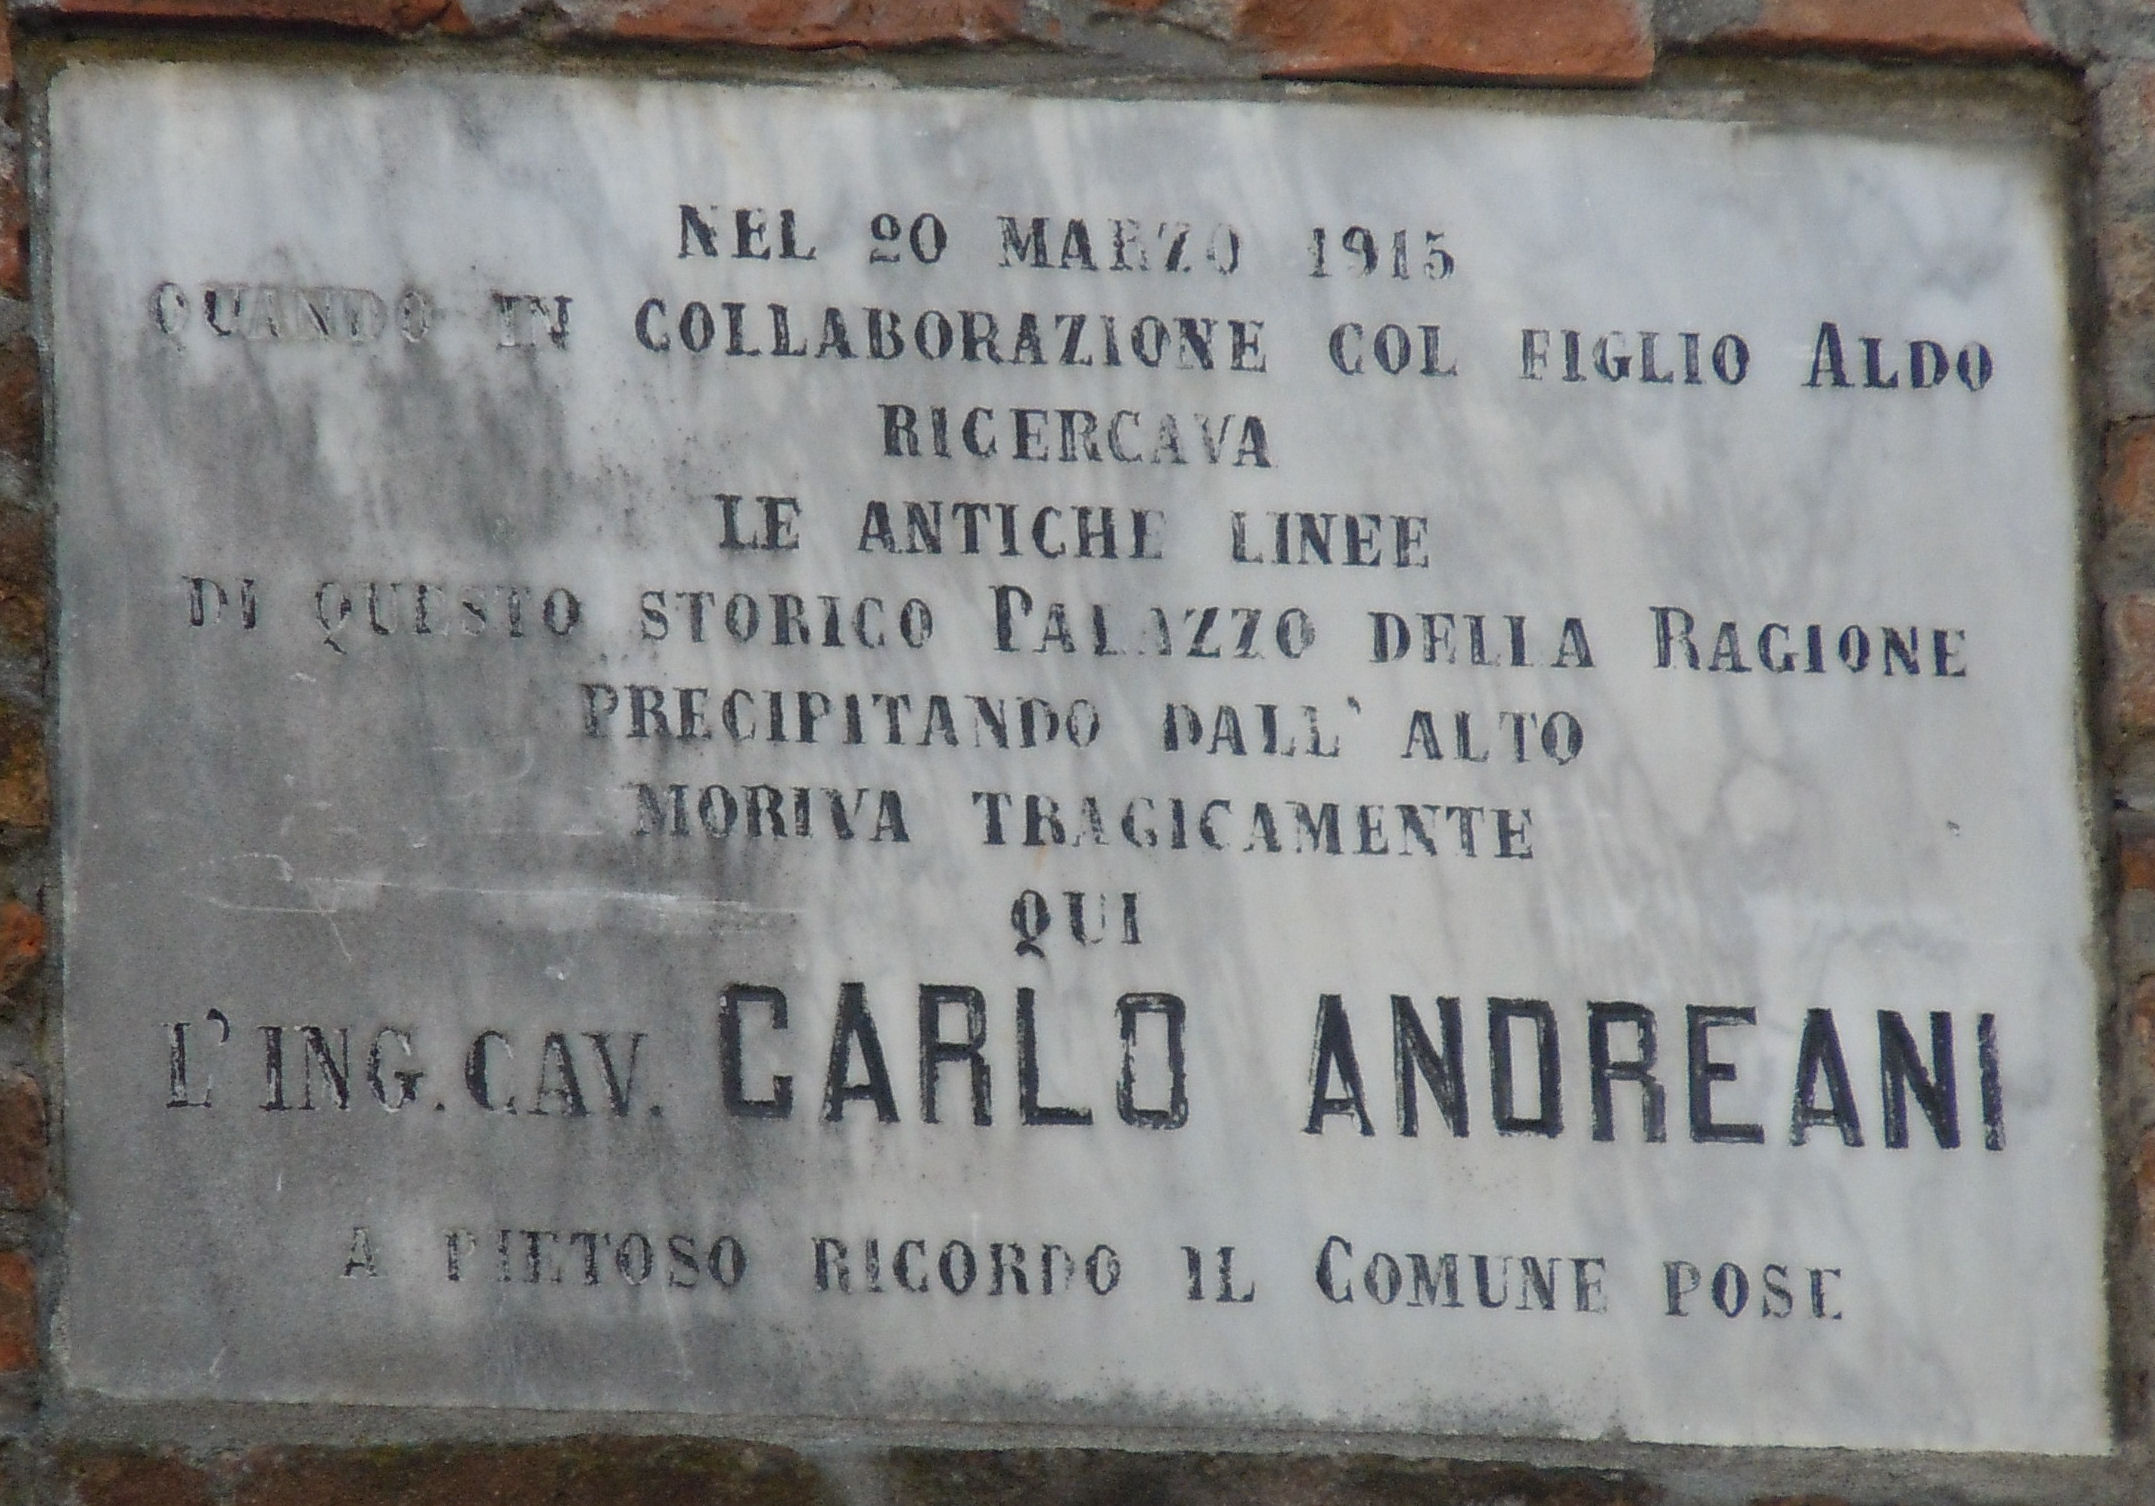 NEL 20 MARZO 1915
QUANDO IN COLLABORAZIONE COL FIGLIO ALDO
RICERCAVA
LE ANTICHE LINEE
DI QUESTO STORICO PALAZZO DELLA RAGIONE
PRECIPITANDO DALL' ALTO
MORIVA TRAGICAMENTE
QUI
L'ING. CAV. CARLO ANDREANI
A PIETOSO RICORDO IL COMUNE POSE